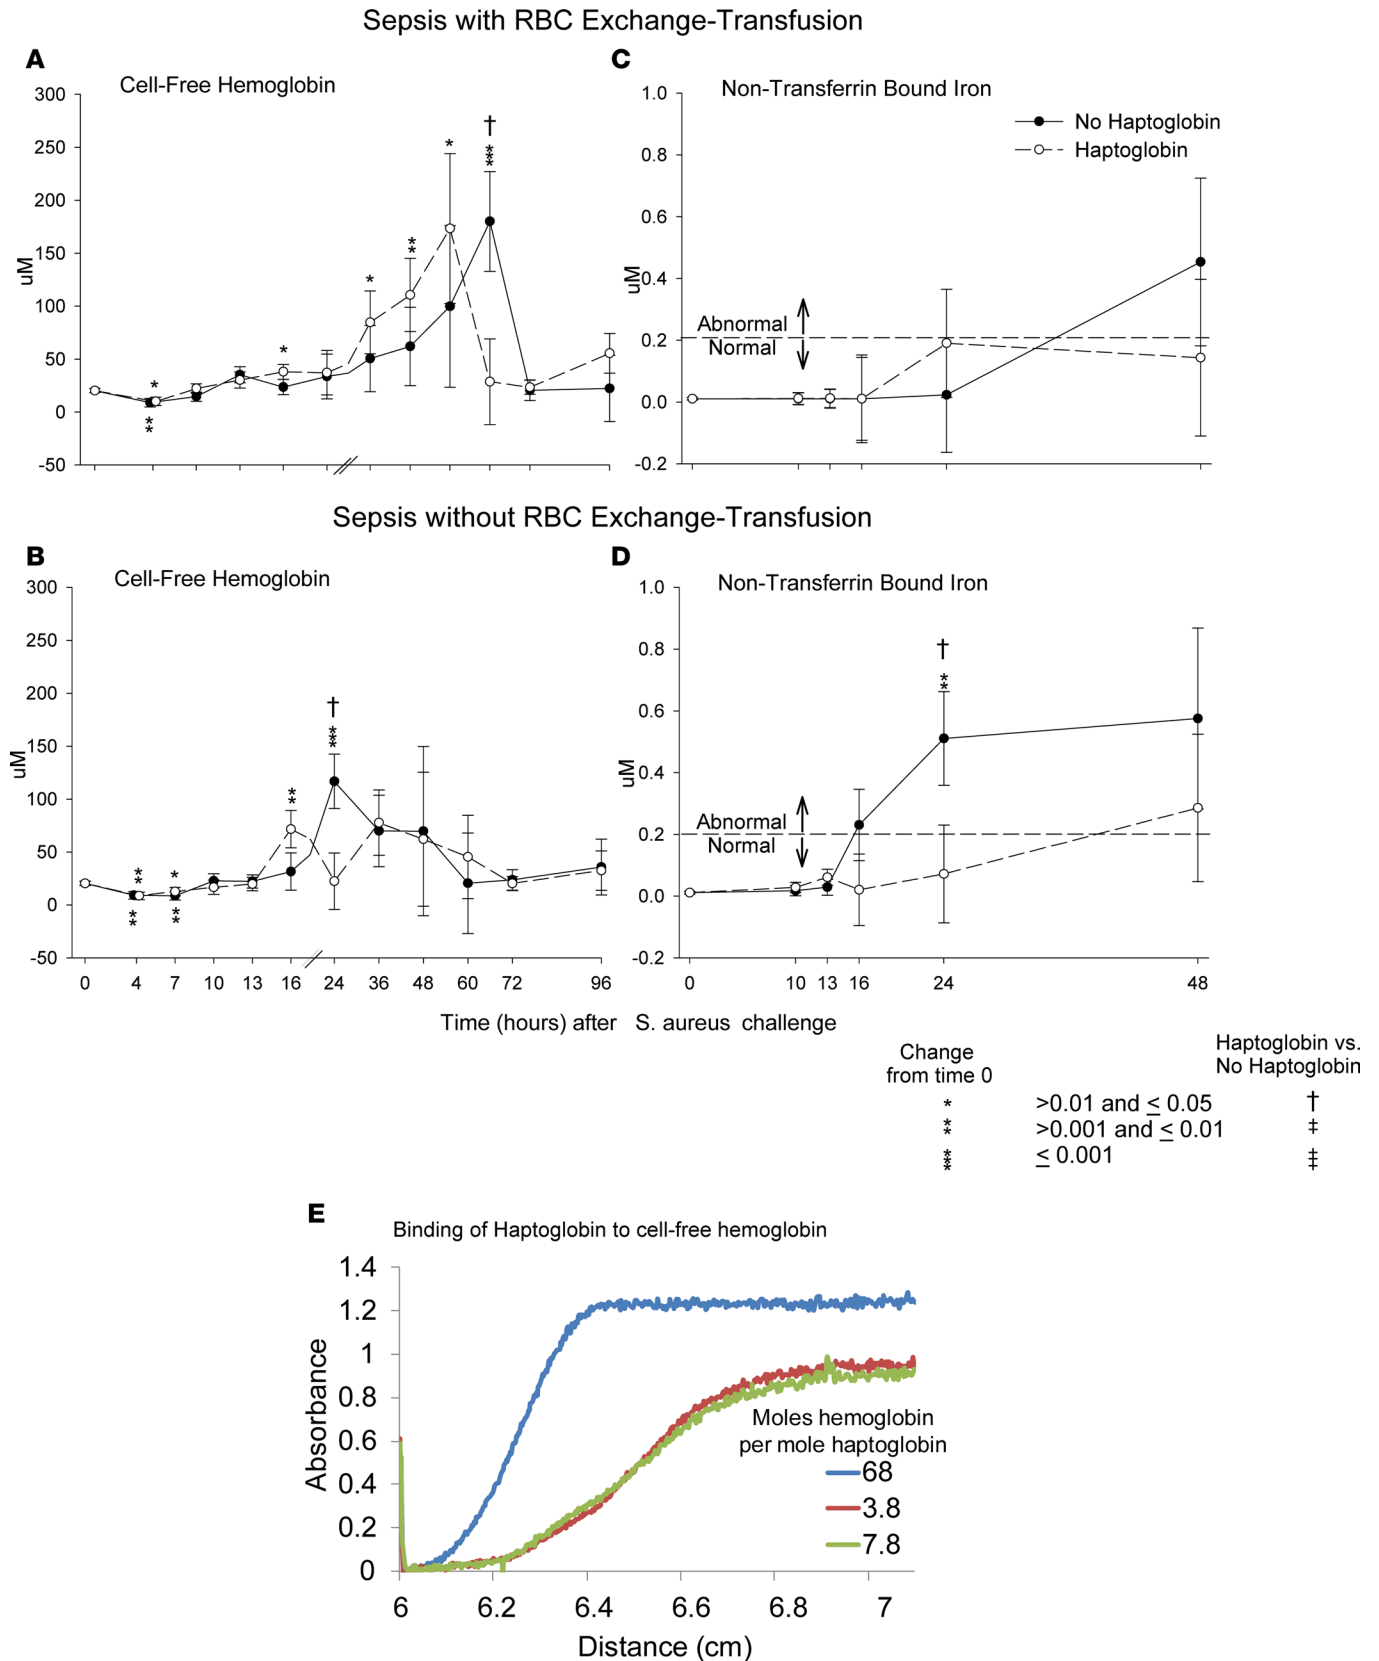 Sepsis with RBC Exchange-Transfusion
A
Cell-Free Hemoglobin
300
250
200
150
100
50
0
-50
uM
*
*
**
*
*
**
*
†
***
C
Non-Transferrin Bound Iron
No Haptoglobin
Haptoglobin
1.0
0.8
0.6
0.4
0.2
0.0
-0.2
uM
Abnormal
Normal
Sepsis without RBC Exchange-Transfusion
B
Cell-Free Hemoglobin
300
250
200
150
100
50
0
-50
uM
**
**
*
**
**
†
***
0 4 7 10 13 16 24 36 48 60 72 96
D
Non-Transferrin Bound Iron
1.0
0.8
0.6
0.4
0.2
0.0
-0.2
uM
Abnormal
Normal
†
**
0 10 13 16 24 48
Time (hours) after S. aureus challenge
Change
from time 0
Haptoglobin vs.
No Haptoglobin
* >0.01 and ≤ 0.05 †
** >0.001 and ≤ 0.01 ‡
*** ≤ 0.001 ‡
E
Binding of Haptoglobin to cell-free hemoglobin
1.4
1.2
1
0.8
0.6
0.4
0.2
0
Absorbance
Moles hemoglobin
per mole haptoglobin
68
3.8
7.8
6 6.2 6.4 6.6 6.8 7
Distance (cm)